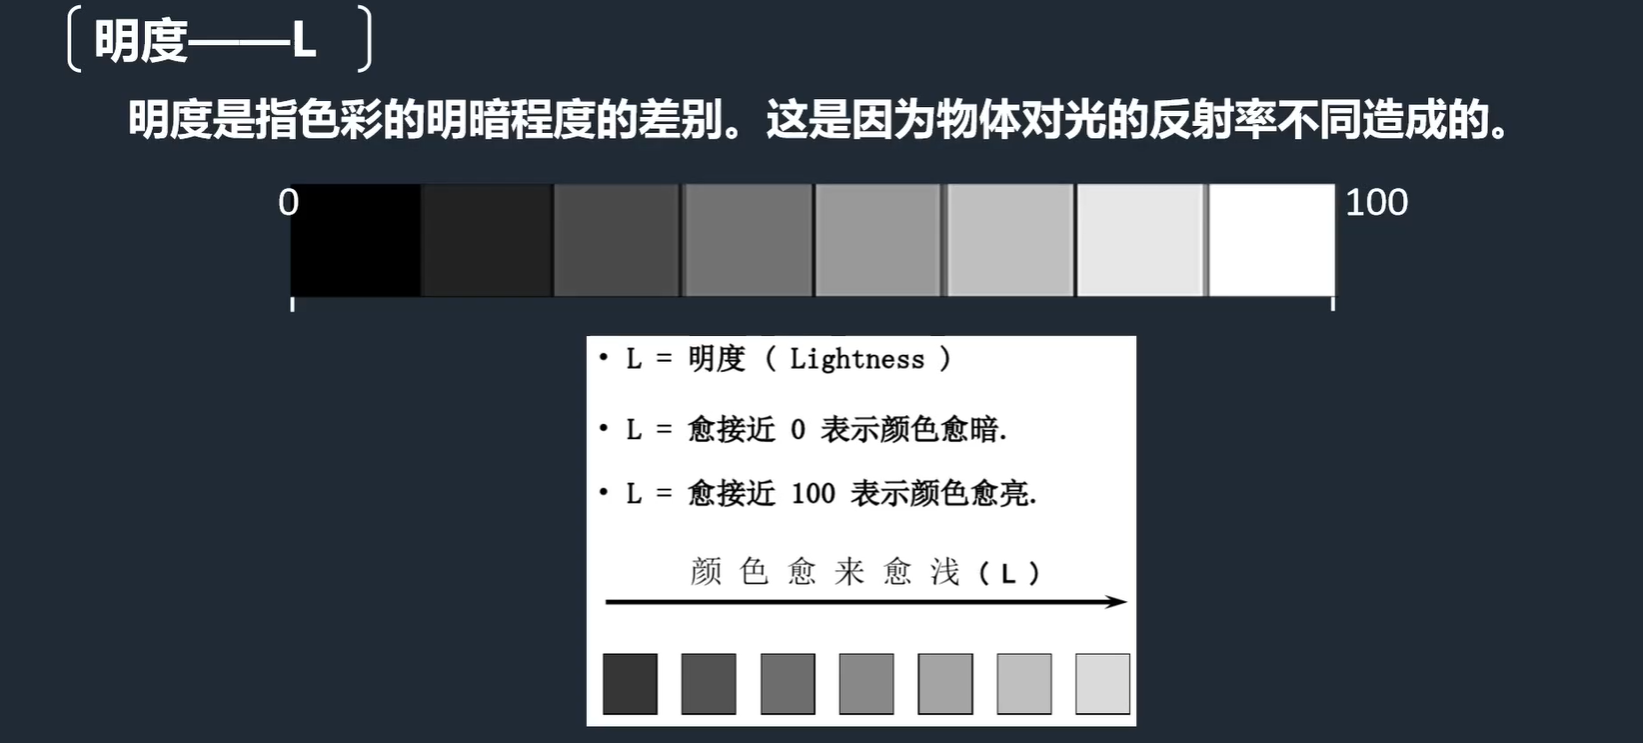 明度——L
明度是指色彩的明暗程度的差别。这是因为物体对光的反射率不同造成的。
0
100
• L = 明度 ( Lightness )
• L = 愈接近 0 表示颜色愈暗.
• L = 愈接近 100 表示颜色愈亮.
颜色愈来愈浅 ( L )